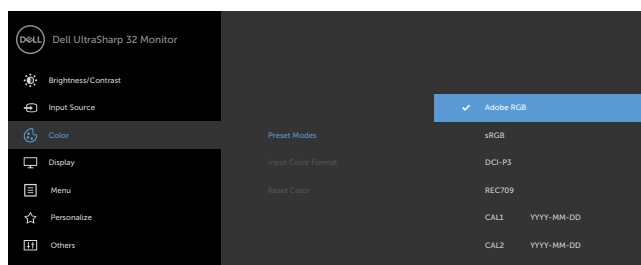 DELL Dell UltraSharp 32 Monitor
Brightness/Contrast
Input Source
Adobe RGB
Color
Preset Modes
sRGB
Display
Input Color Format
DCI-P3
Menu
Reset Color
REC709
Personalize
CAL1 YYYY-MM-DD
Others
CAL2 YYYY-MM-DD